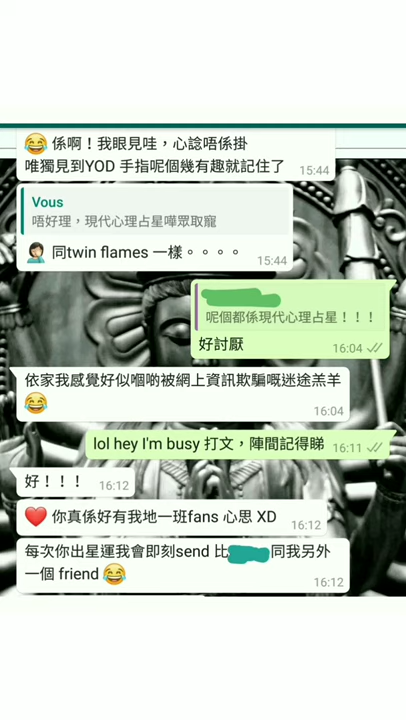 😂 係啊！我眼見哇，心諗唔係掛
唯獨見到YOD 手指呢個幾有趣就記住了
15:44
Vous
唔好理，現代心理占星嘩眾取寵
🤦🏻‍♀️ 同twin flames 一樣。。。。
15:44
呢個都係現代心理占星！！！
好討厭
16:04
依家我感覺好似嗰啲被網上資訊欺騙嘅迷途羔羊
😂
16:04
lol hey I'm busy 打文，陣間記得睇
16:11
好！！！
16:12
❤️ 你真係好有我地一班fans 心思 XD
16:12
每次你出星運我會即刻send 比
同我另外
一個 friend 😂
16:12